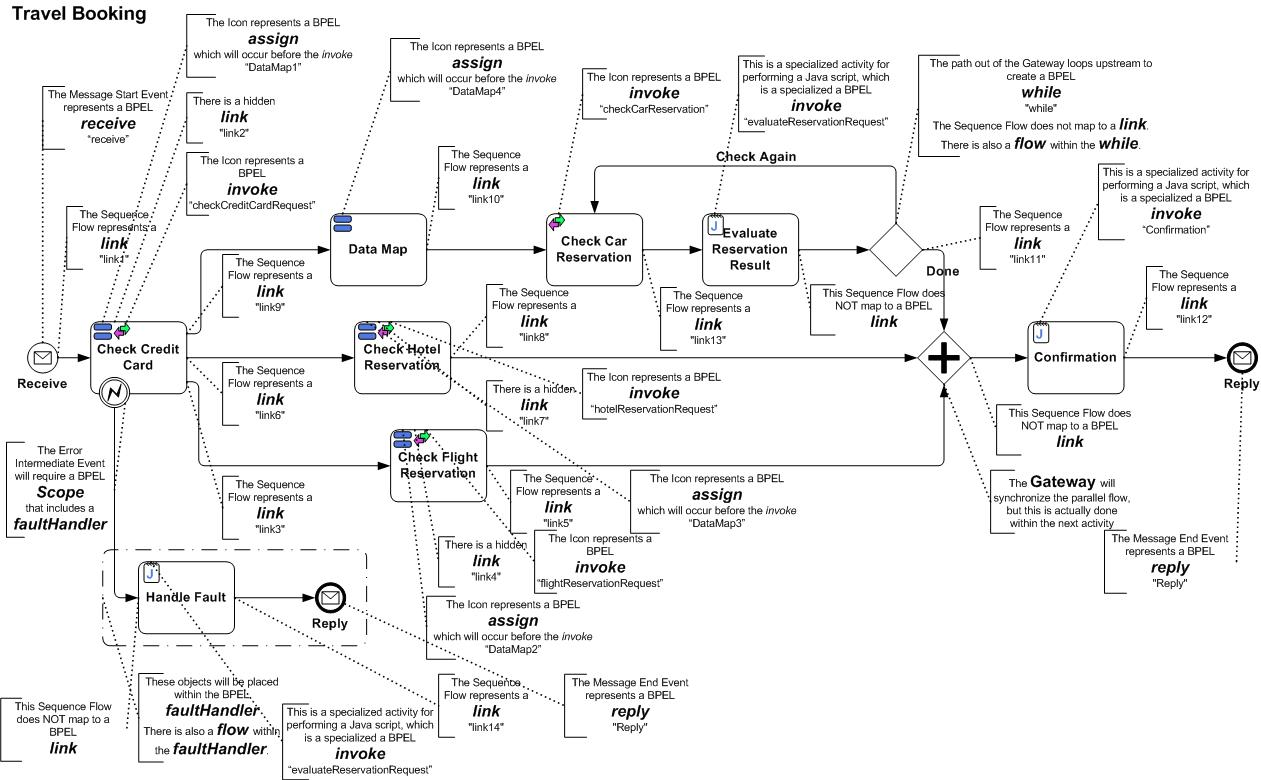 Travel Booking
The Icon represents a BPEL
assign
which will occur before the invoke
“DataMap1”
The Icon represents a BPEL
assign
which will occur before the invoke
“DataMap4”
The Icon represents a BPEL
invoke
“checkCarReservation”
This is a specialized activity for
performing a Java script, which
is a specialized a BPEL
invoke
“evaluateReservationRequest”
The path out of the Gateway loops upstream to
create a BPEL
while
"while"
The Sequence Flow does not map to a link.
There is also a flow within the while.
The Message Start Event
represents a BPEL
receive
“receive”
There is a hidden
link
"link2"
The Icon represents a
BPEL
invoke
“checkCreditCardRequest”
The Sequence
Flow represents a
link
"link10"
Check Again
This is a specialized activity for
performing a Java script, which
is a specialized a BPEL
invoke
“Confirmation”
The Sequence
Flow represents a
link
"link1"
Data Map
Check Car
Reservation
J
Evaluate
Reservation
Result
The Sequence
Flow represents a
link
"link11"
Done
The Sequence
Flow represents a
link
"link9"
The Sequence
Flow represents a
link
"link8"
The Sequence
Flow represents a
link
"link13"
This Sequence Flow does
NOT map to a BPEL
link
The Sequence
Flow represents a
link
"link12"
Receive
Check Credit
Card
Check Hotel
Reservation
J
Confirmation
Reply
The Sequence
Flow represents a
link
"link6"
There is a hidden
link
"link7"
The Icon represents a BPEL
invoke
“hotelReservationRequest”
This Sequence Flow does
NOT map to a BPEL
link
The Error
Intermediate Event
will require a BPEL
Scope
that includes a
faultHandler
The Sequence
Flow represents a
link
"link3"
Check Flight
Reservation
The Sequence
Flow represents a
link
"link5"
The Icon represents a BPEL
assign
which will occur before the invoke
“DataMap3”
The Gateway will
synchronize the parallel flow,
but this is actually done
within the next activity
There is a hidden
link
"link4"
The Icon represents a
BPEL
invoke
“flightReservationRequest”
The Message End Event
represents a BPEL
reply
"Reply"
J
Handle Fault
Reply
The Icon represents a BPEL
assign
which will occur before the invoke
“DataMap2”
This Sequence Flow
does NOT map to a
BPEL
link
These objects will be placed
within the BPEL
faultHandler
There is also a flow within
the faultHandler.
This is a specialized activity for
performing a Java script, which
is a specialized a BPEL
invoke
“evaluateReservationRequest”
The Sequence
Flow represents a
link
"link14"
The Message End Event
represents a BPEL
reply
"Reply"